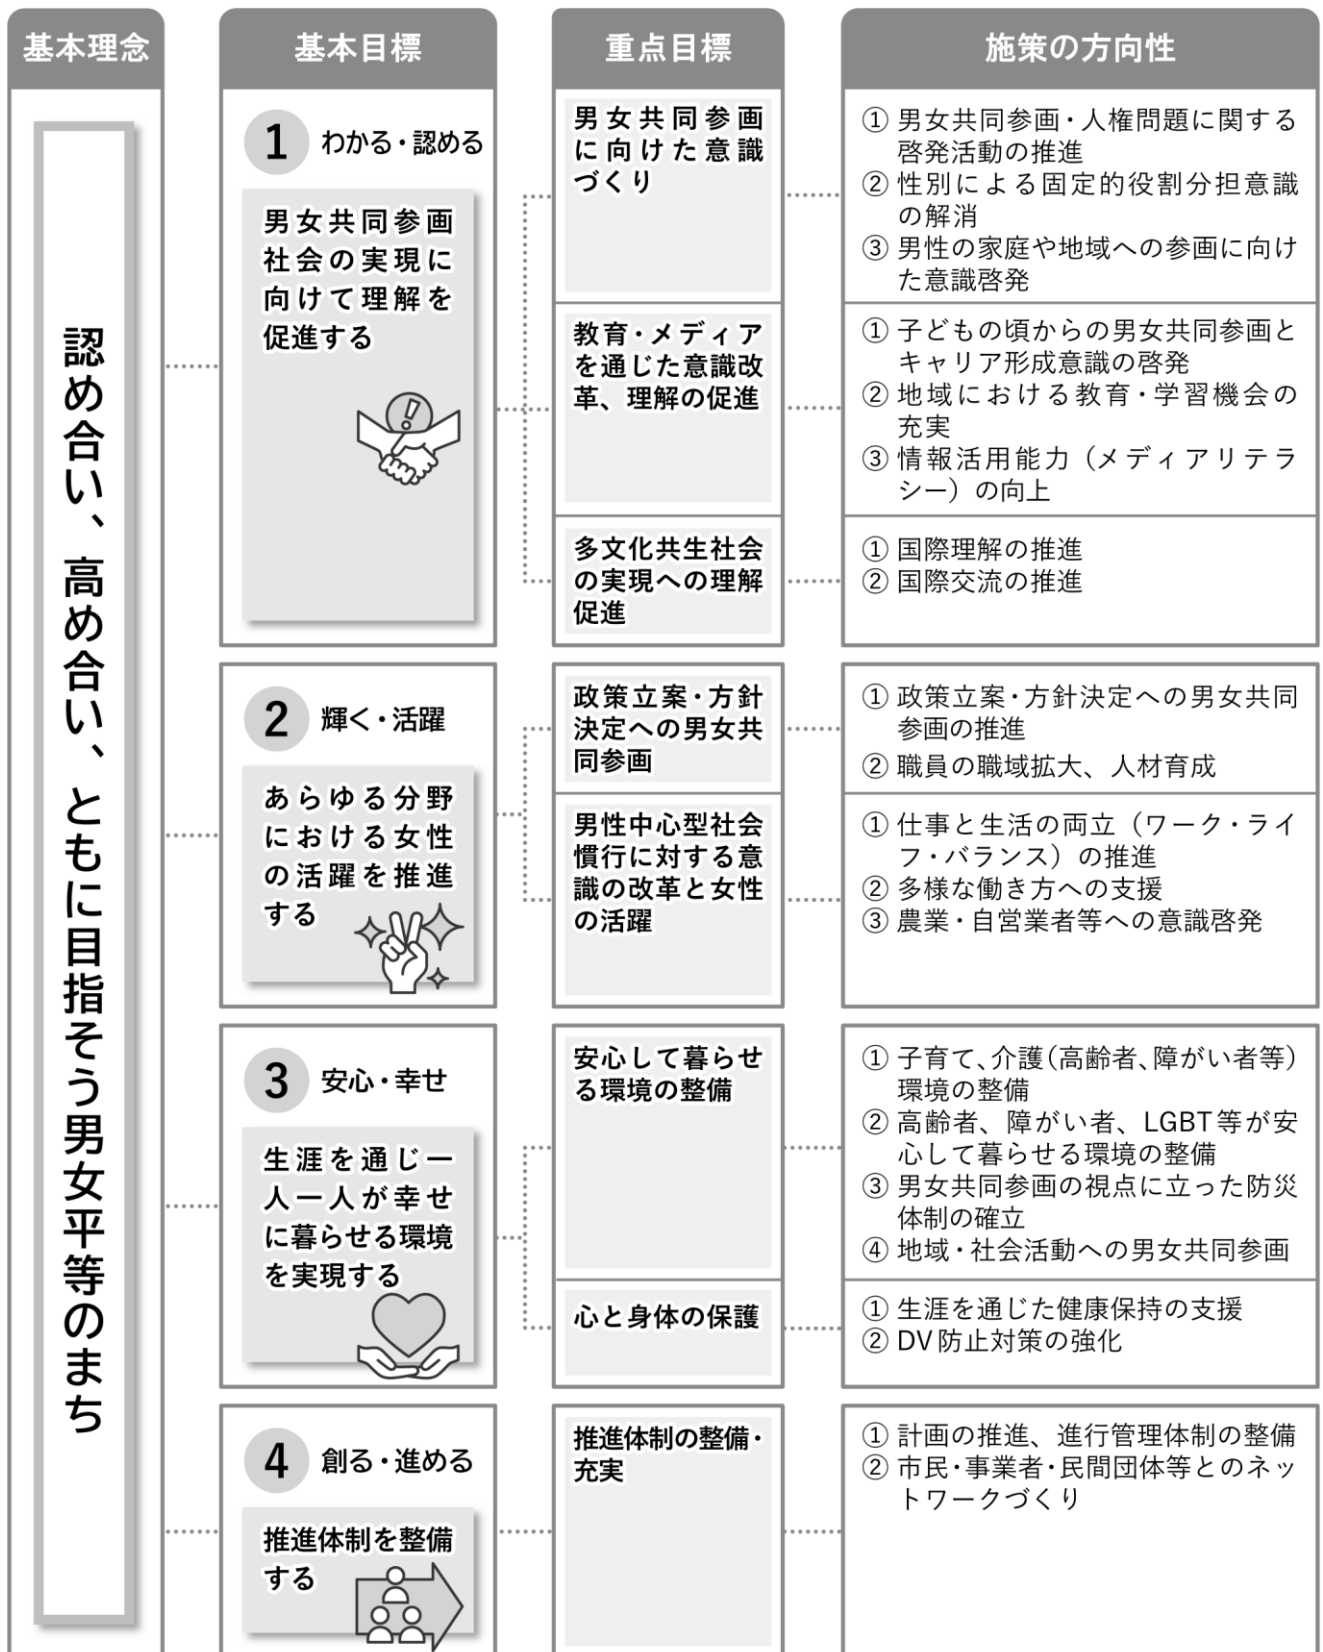 基本理念
基本目標
重点目標
施策の方向性
認め合い、高め合い、ともに目指そう男女平等のまち
1 わかる・認める
男女共同参画
社会の実現に
向けて理解を
促進する
男女共同参画
に向けた意識
づくり
① 男女共同参画・人権問題に関する
啓発活動の推進
② 性別による固定的役割分担意識
の解消
③ 男性の家庭や地域への参画に向け
た意識啓発
教育・メディア
を通じた意識改
革、理解の促進
① 子どもの頃からの男女共同参画と
キャリア形成意識の啓発
② 地域における教育・学習機会の
充実
③ 情報活用能力（メディアリテラ
シー）の向上
多文化共生社会
の実現への理解
促進
① 国際理解の推進
② 国際交流の推進
2 輝く・活躍
あらゆる分野
における女性
の活躍を推進
する
政策立案・方針
決定への男女共
同参画
① 政策立案・方針決定への男女共同
参画の推進
② 職員の職域拡大、人材育成
男性中心型社会
慣行に対する意
識の改革と女性
の活躍
① 仕事と生活の両立（ワーク・ライ
フ・バランス）の推進
② 多様な働き方への支援
③ 農業・自営業者等への意識啓発
3 安心・幸せ
生涯を通じ一
人一人が幸せ
に暮らせる環境
を実現する
安心して暮らせ
る環境の整備
① 子育て、介護（高齢者、障がい者等）
環境の整備
② 高齢者、障がい者、LGBT等が安
心して暮らせる環境の整備
③ 男女共同参画の視点に立った防災
体制の確立
④ 地域・社会活動への男女共同参画
心と身体の保護
① 生涯を通じた健康保持の支援
② DV防止対策の強化
4 創る・進める
推進体制を整備
する
推進体制の整備・
充実
① 計画の推進、進行管理体制の整備
② 市民・事業者・民間団体等とのネッ
トワークづくり